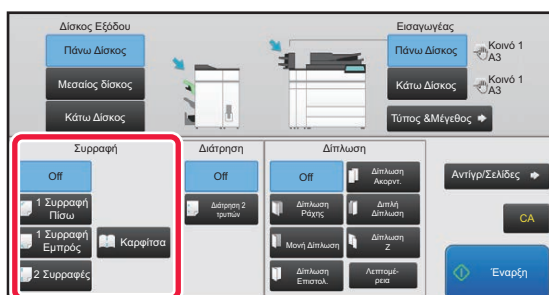 Δίσκος Εξόδου
Εισαγωγέας
Πάνω Δίσκος
Μεσαίος δίσκος
Κάτω Δίσκος
Πάνω Δίσκος
Κοινό 1
A3
Κάτω Δίσκος
Κοινό 1
A3
Τύπος &Μέγεθος
Συρραφή
Off
1 Συρραφή
Πίσω
1 Συρραφή
Εμπρός
Καρφίτσα
2 Συρραφές
Διάτρηση
Off
Διάτρηση 2
τρυπών
Δίπλωση
Off
Δίπλωση
Ακορντ.
Δίπλωση
Ράχης
Διπλή
Δίπλωση
Μονή Δίπλωση
Δίπλωση
Z
Δίπλωση
Επιστολ.
Λεπτομέ-
ρεια
Αντίγρ/Σελίδες
CA
Έναρξη